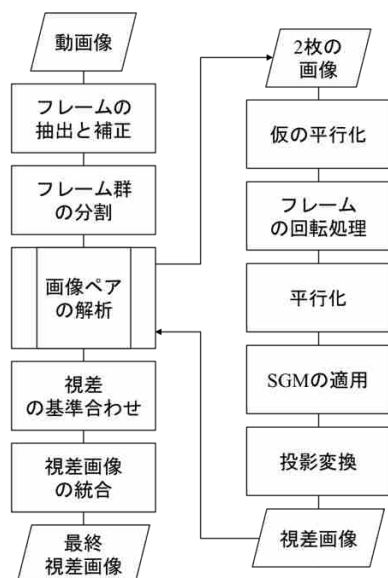 動画像
フレームの
抽出と補正
フレーム群
の分割
画像ペア
の解析
視差
の基準合わせ
視差画像
の統合
最終
視差画像
2枚の
画像
仮の平行化
フレーム
の回転処理
平行化
SGMの適用
投影変換
視差画像